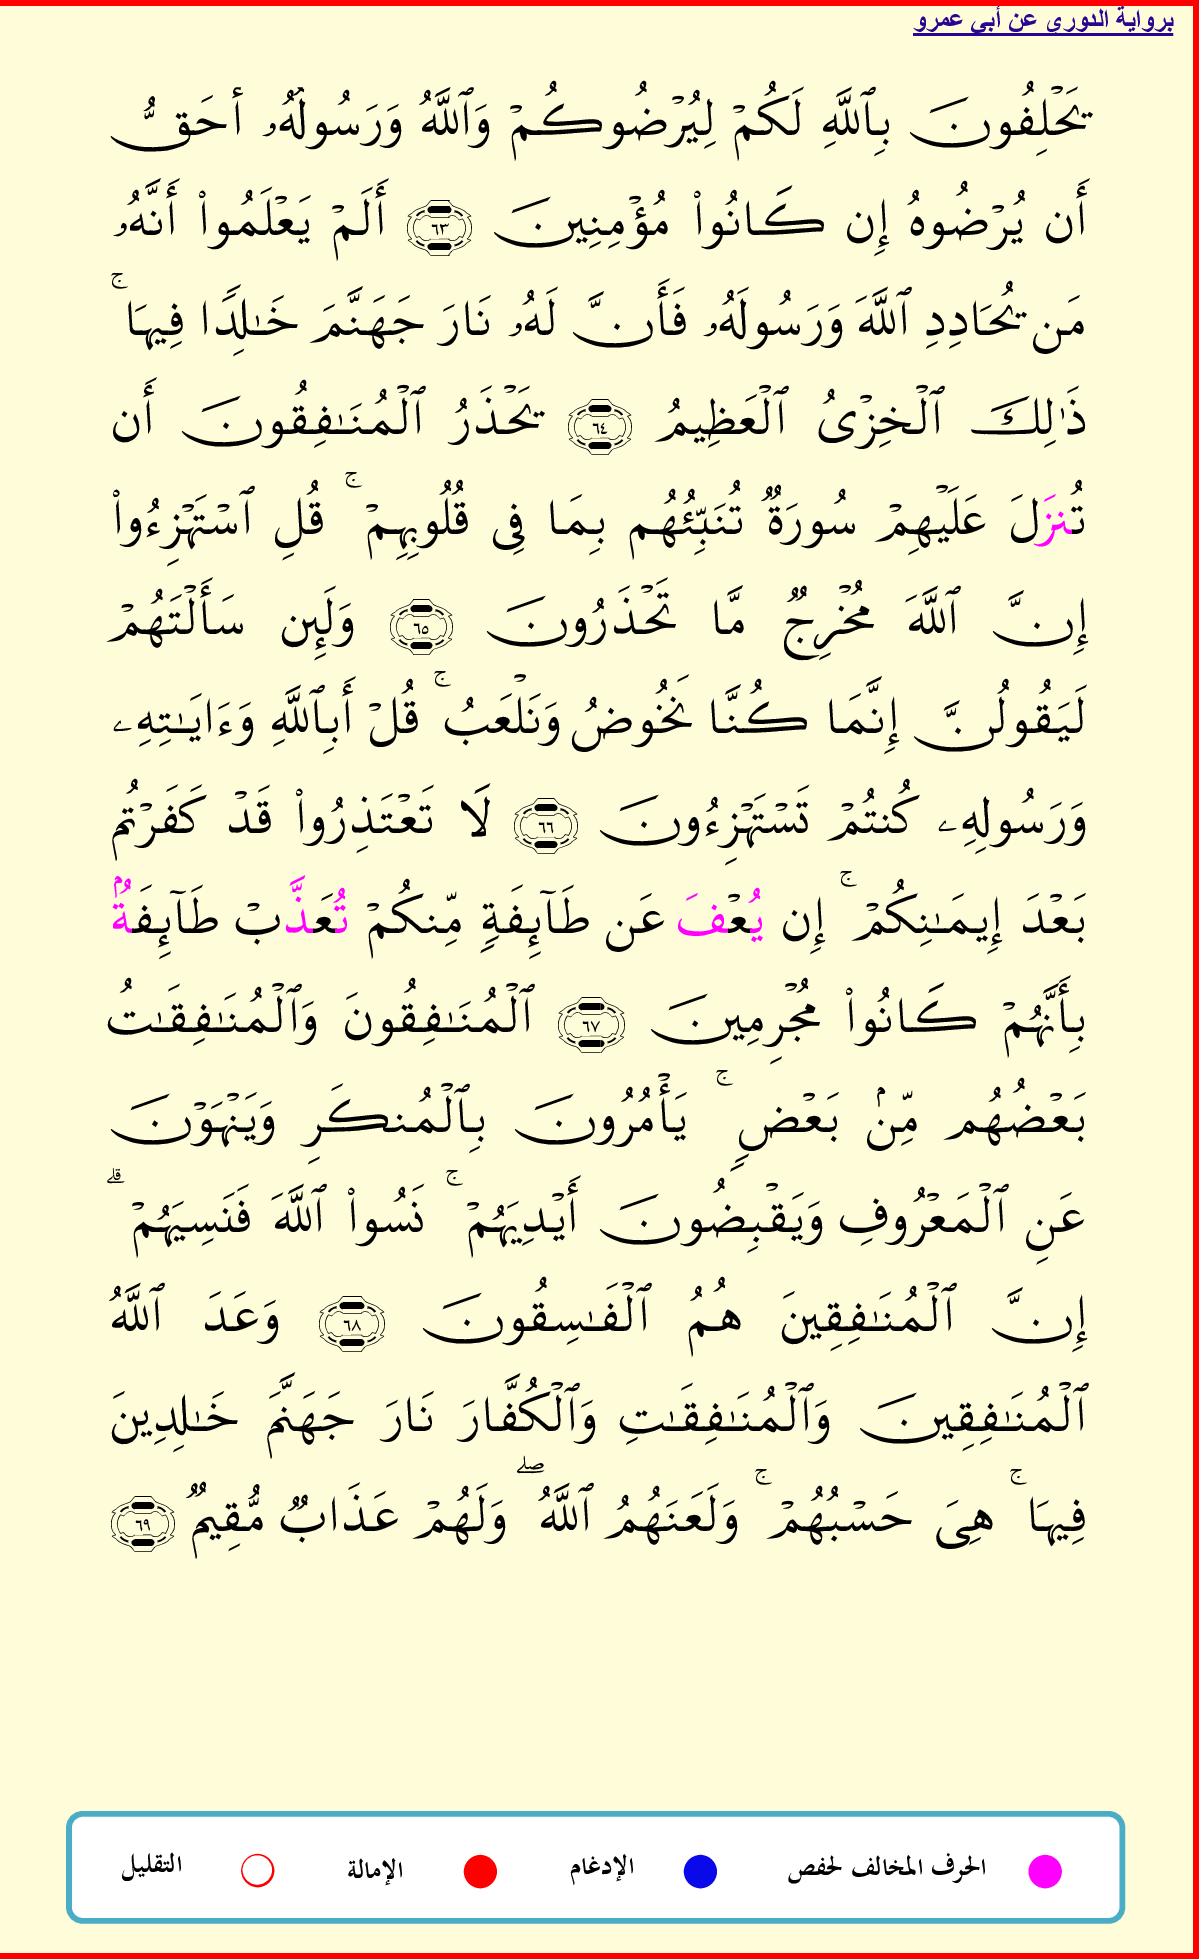 برواية الدوري عن أبي عمرو
يَحْلِفُونَ بِٱللَّهِ لَكُمْ لِيُرْضُوكُمْ وَٱللَّهُ وَرَسُولُهُۥٓ أَحَقُّ
أَن يُرْضُوهُ إِن كَانُوا۟ مُؤْمِنِينَ ٦٣ أَلَمْ يَعْلَمُوٓا۟ أَنَّهُۥ
مَن يُحَادِدِ ٱللَّهَ وَرَسُولَهُۥ فَأَنَّ لَهُۥ نَارَ جَهَنَّمَ خَـٰلِدًا فِيهَا ۚ
ذَٰلِكَ ٱلْخِزْىُ ٱلْعَظِيمُ ٦٤ يَحْذَرُ ٱلْمُنَـٰفِقُونَ أَن
تُنزَلَ عَلَيْهِمْ سُورَةٌ تُنَبِّئُهُم بِمَا فِى قُلُوبِهِمْ ۚ قُلِ ٱسْتَهْزِءُوٓا۟
إِنَّ ٱللَّهَ مُخْرِجٌ مَّا تَحْذَرُونَ ٦٥ وَلَئِن سَأَلْتَهُمْ
لَيَقُولُنَّ إِنَّمَا كُنَّا نَخُوضُ وَنَلْعَبُ ۚ قُلْ أَبِٱللَّهِ وَءَايَـٰتِهِۦ
وَرَسُولِهِۦ كُنتُمْ تَسْتَهْزِءُونَ ٦٦ لَا تَعْتَذِرُوا۟ قَدْ كَفَرْتُم
بَعْدَ إِيمَـٰنِكُمْ ۚ إِن يُعْفَ عَن طَآئِفَةٍ مِّنكُمْ تُعَذَّبْ طَآئِفَةٌۢ
بِأَنَّهُمْ كَانُوا۟ مُجْرِمِينَ ٦٧ ٱلْمُنَـٰفِقُونَ وَٱلْمُنَـٰفِقَـٰتُ
بَعْضُهُم مِّنۢ بَعْضٍ ۚ يَأْمُرُونَ بِٱلْمُنكَرِ وَيَنْهَوْنَ
عَنِ ٱلْمَعْرُوفِ وَيَقْبِضُونَ أَيْدِيَهُمْ ۚ نَسُوا۟ ٱللَّهَ فَنَسِيَهُمْ ۗ
إِنَّ ٱلْمُنَـٰفِقِينَ هُمُ ٱلْفَـٰسِقُونَ ٦٨ وَعَدَ ٱللَّهُ
ٱلْمُنَـٰفِقِينَ وَٱلْمُنَـٰفِقَـٰتِ وَٱلْكُفَّارَ نَارَ جَهَنَّمَ خَـٰلِدِينَ
فِيهَا ۚ هِىَ حَسْبُهُمْ ۚ وَلَعَنَهُمُ ٱللَّهُ ۖ وَلَهُمْ عَذَابٌ مُّقِيمٌ ٦٩
الحرف المخالف لحفص الإدغام الإمالة التقليل